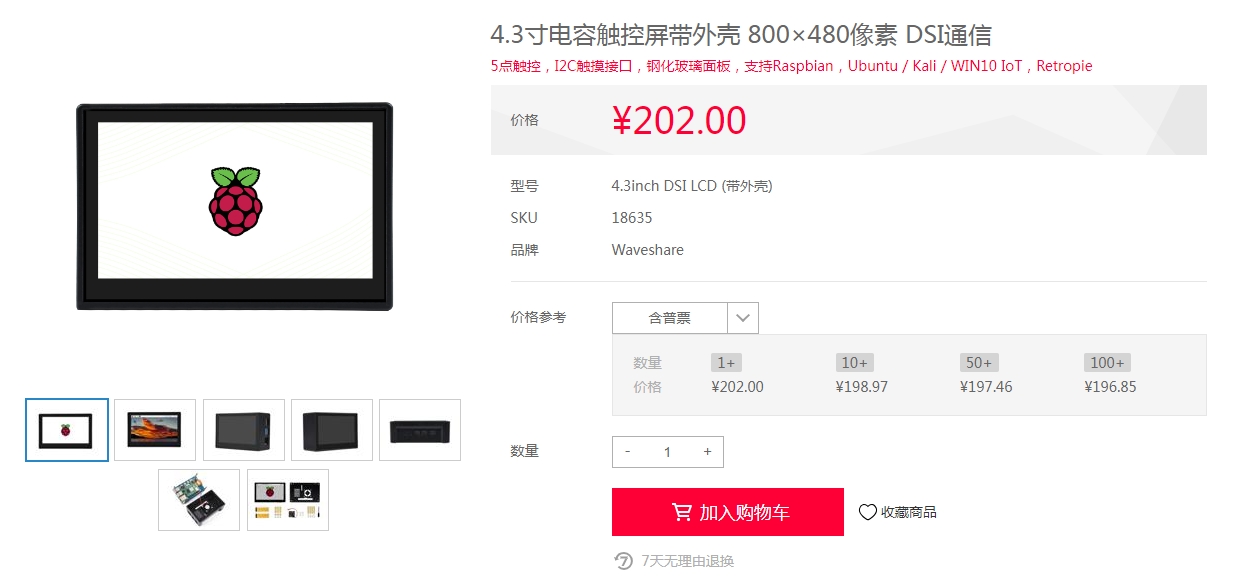 4.3寸电容触控屏带外壳 800×480像素 DSI通信
5点触控，I2C触摸接口，钢化玻璃面板，支持Raspbian，Ubuntu / Kali / WIN10 IoT，Retropie
价格 ¥202.00
型号 4.3inch DSI LCD (带外壳)
SKU 18635
品牌 Waveshare
价格参考 含普票
数量 1+ 10+ 50+ 100+
价格 ¥202.00 ¥198.97 ¥197.46 ¥196.85
数量 - 1 +
加入购物车 收藏商品
7 7天无理由退换